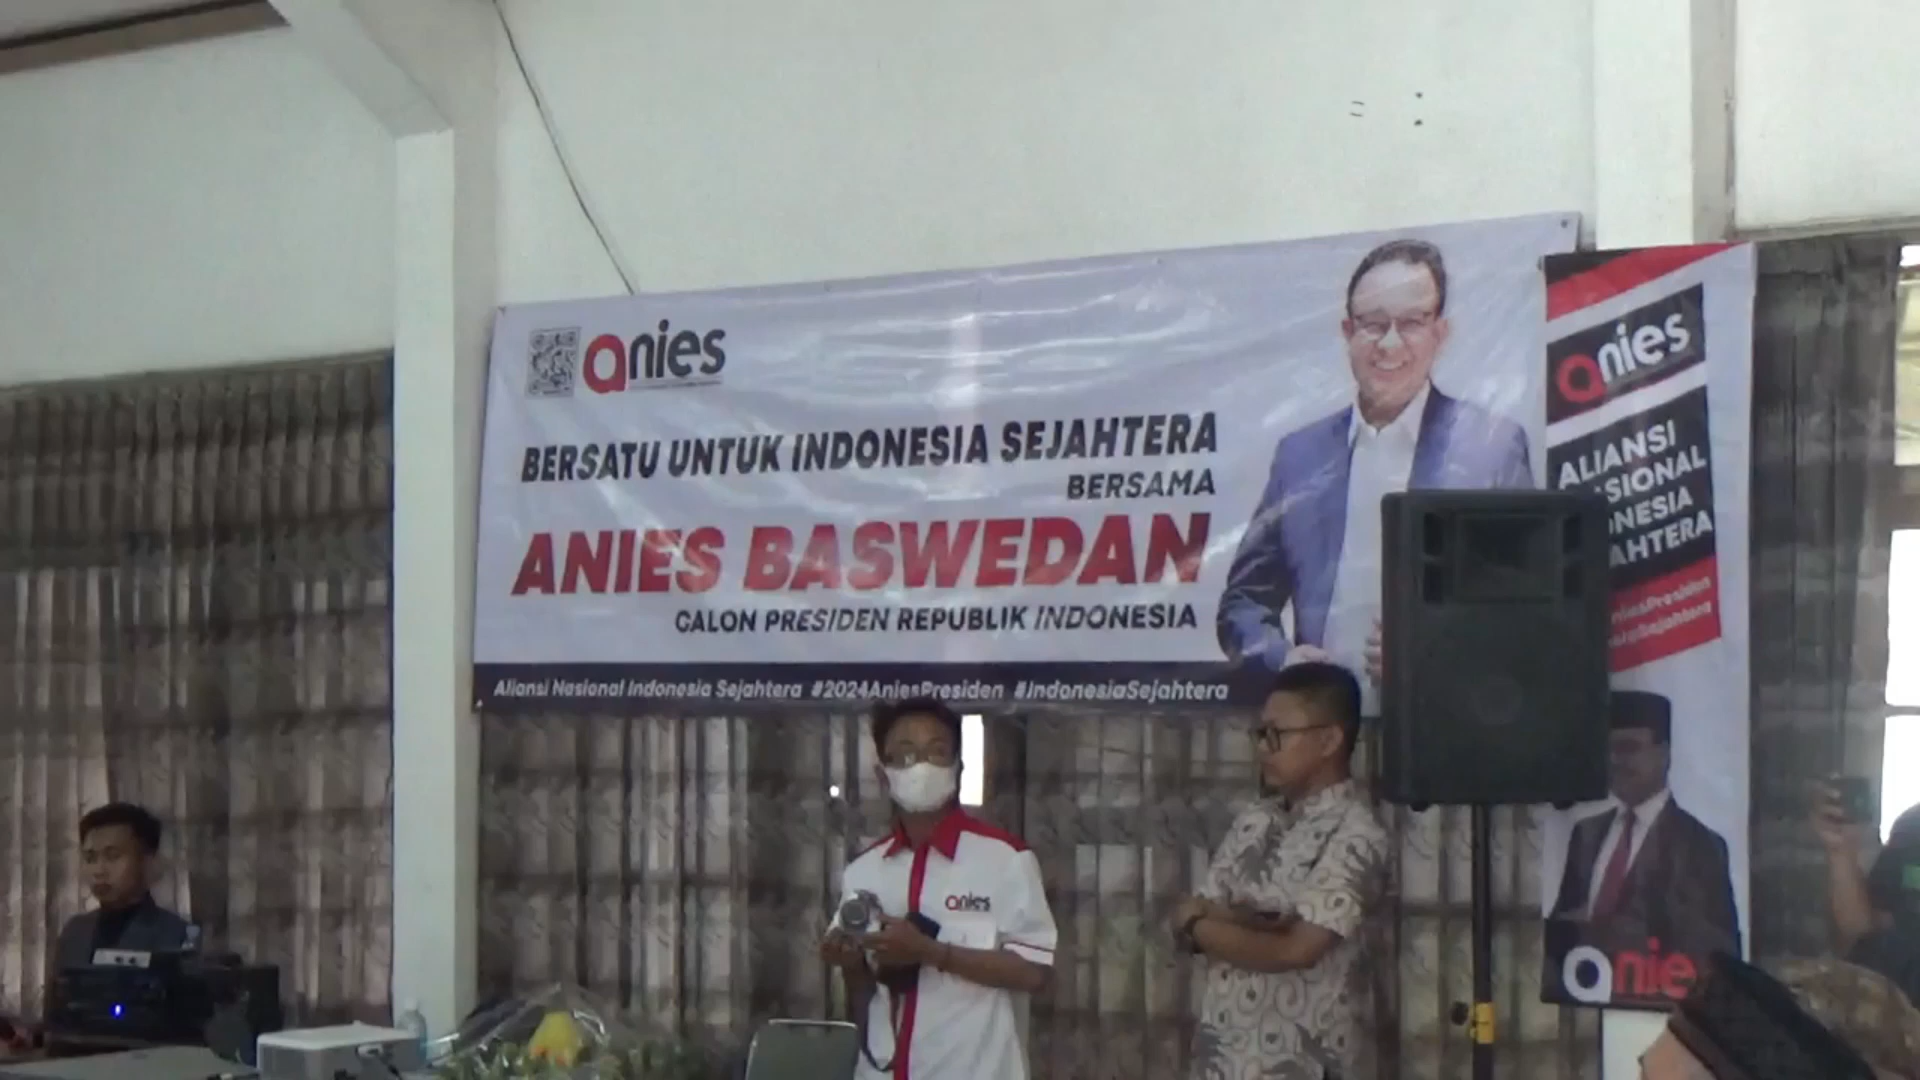 anies
BERSATU UNTUK INDONESIA SEJAHTERA
BERSAMA
ANIES BASWEDAN
CALON PRESIDEN REPUBLIK INDONESIA
Aliansi Nasional Indonesia Sejahtera #2024AniesPresiden #IndonesiaSejahtera
anies
ALIANSI
anies